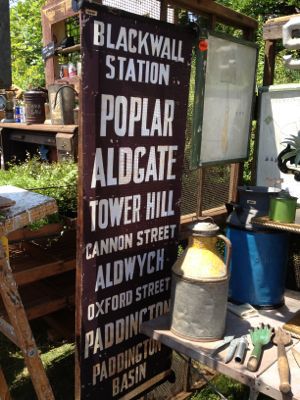 BLACKWALL
STATION
POPLAR
ALDGATE
TOWER HILL
CANNON STREET
ALDWYCH
OXFORD STREET
PADDINGTON
PADDINGTON
BASIN